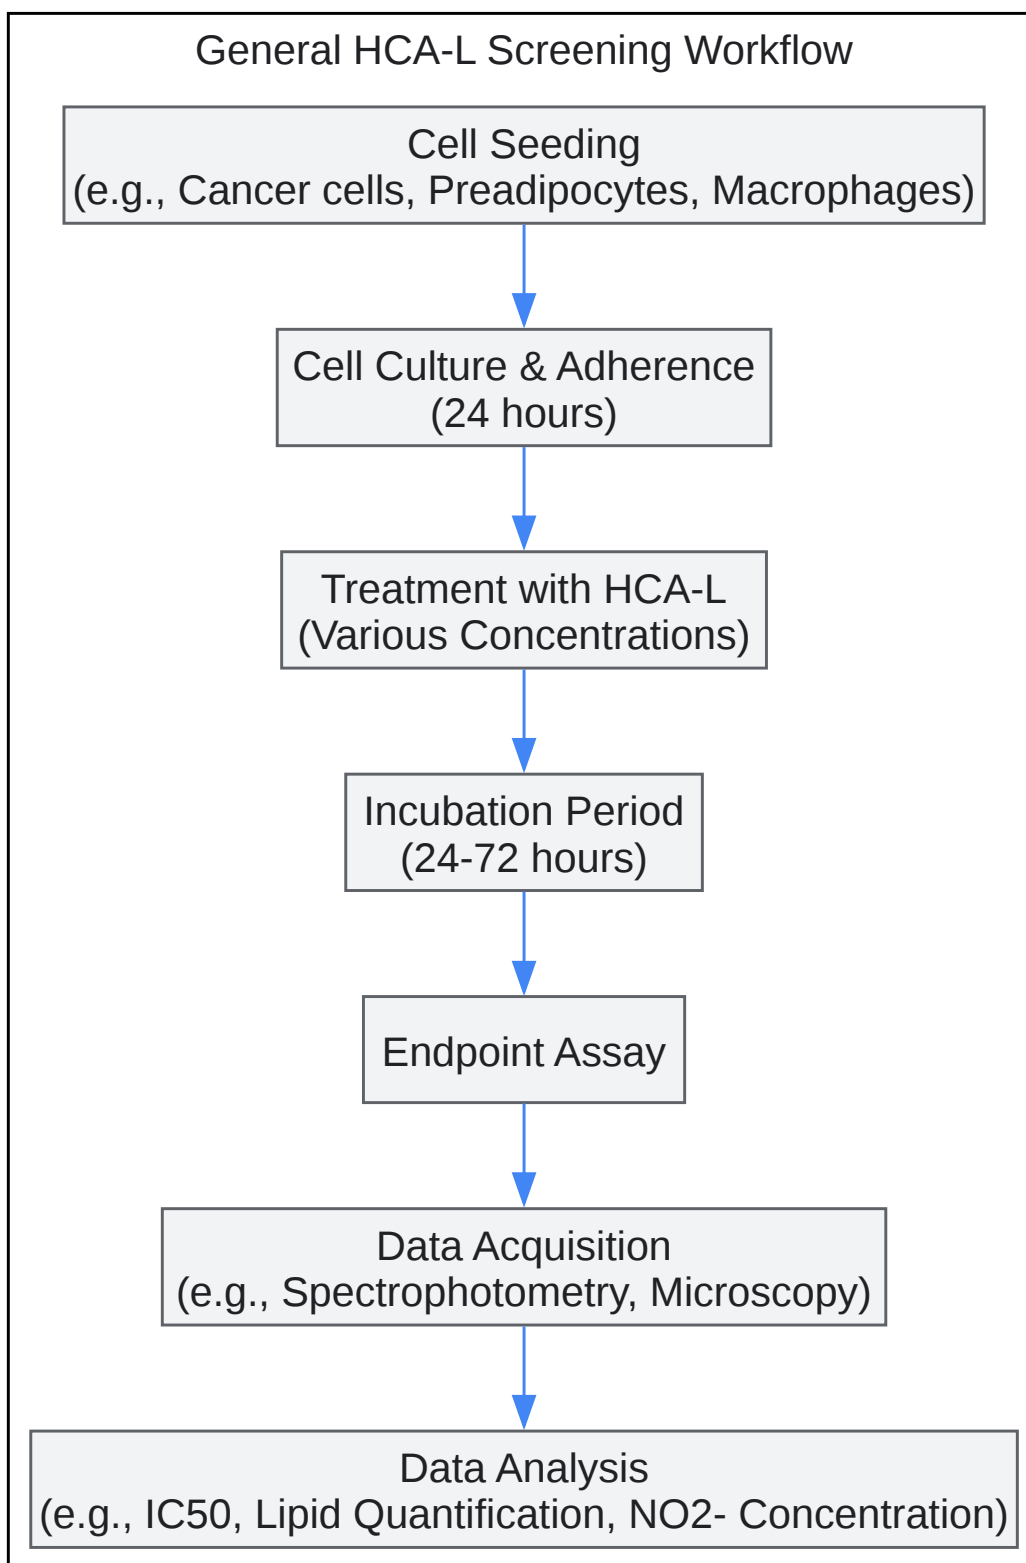 General HCA-L Screening Workflow
Cell Seeding
(e.g., Cancer cells, Preadipocytes, Macrophages)
Cell Culture & Adherence
(24 hours)
Treatment with HCA-L
(Various Concentrations)
Incubation Period
(24-72 hours)
Endpoint Assay
Data Acquisition
(e.g., Spectrophotometry, Microscopy)
Data Analysis
(e.g., IC50, Lipid Quantification, NO2- Concentration)